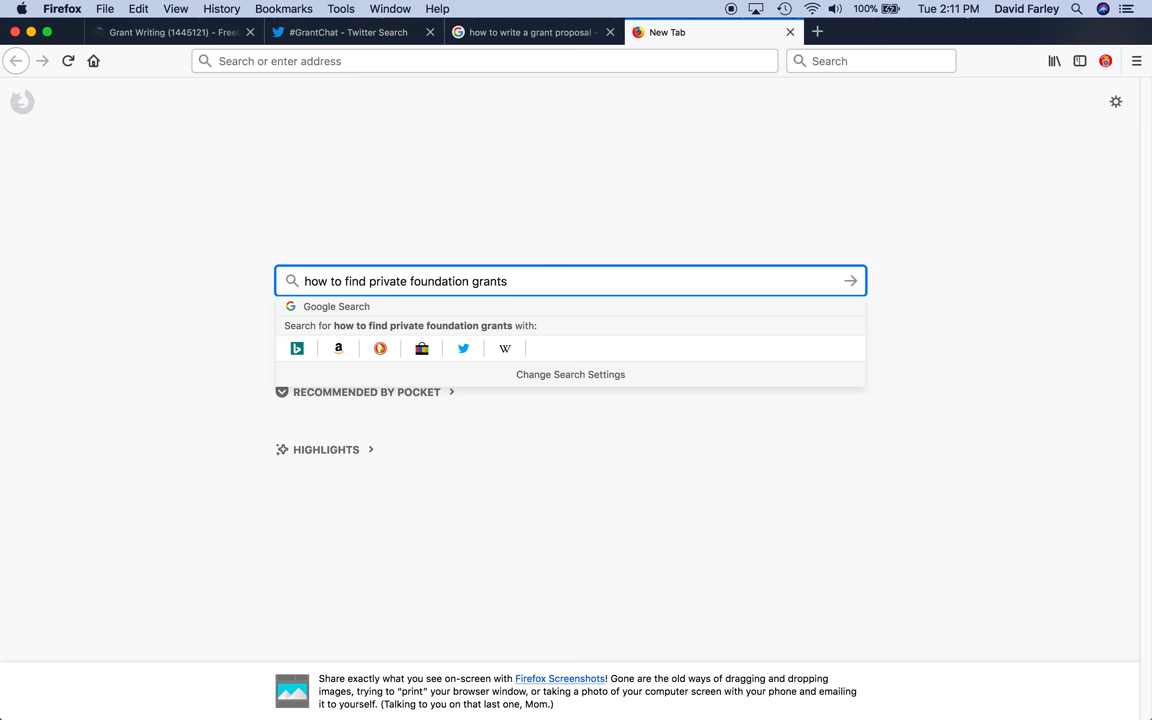 Firefox File Edit View History Bookmarks Tools Window Help 100% Tue 2:11 PM David Farley
Grant Writing (1445121) - Freel #GrantChat - Twitter Search how to write a grant proposal - New Tab
Search or enter address Search
how to find private foundation grants
Google Search
Search for how to find private foundation grants with:
Change Search Settings
RECOMMENDED BY POCKET
HIGHLIGHTS
Share exactly what you see on-screen with Firefox Screenshots! Gone are the old ways of dragging and dropping
images, trying to “print” your browser window, or taking a photo of your computer screen with your phone and emailing
it to yourself. (Talking to you on that last one, Mom.)